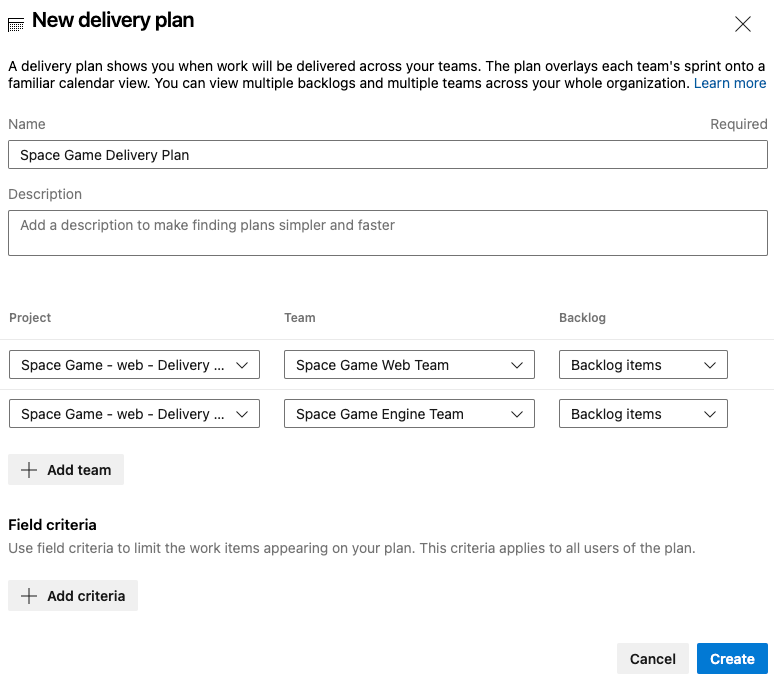 New delivery plan
A delivery plan shows you when work will be delivered across your teams. The plan overlays each team's sprint onto a
familiar calendar view. You can view multiple backlogs and multiple teams across your whole organization. Learn more
Name Required
Space Game Delivery Plan
Description
Add a description to make finding plans simpler and faster
Project Team Backlog
Space Game - web - Delivery ... Space Game Web Team Backlog items
Space Game - web - Delivery ... Space Game Engine Team Backlog items
Add team
Field criteria
Use field criteria to limit the work items appearing on your plan. This criteria applies to all users of the plan.
Add criteria
Cancel Create